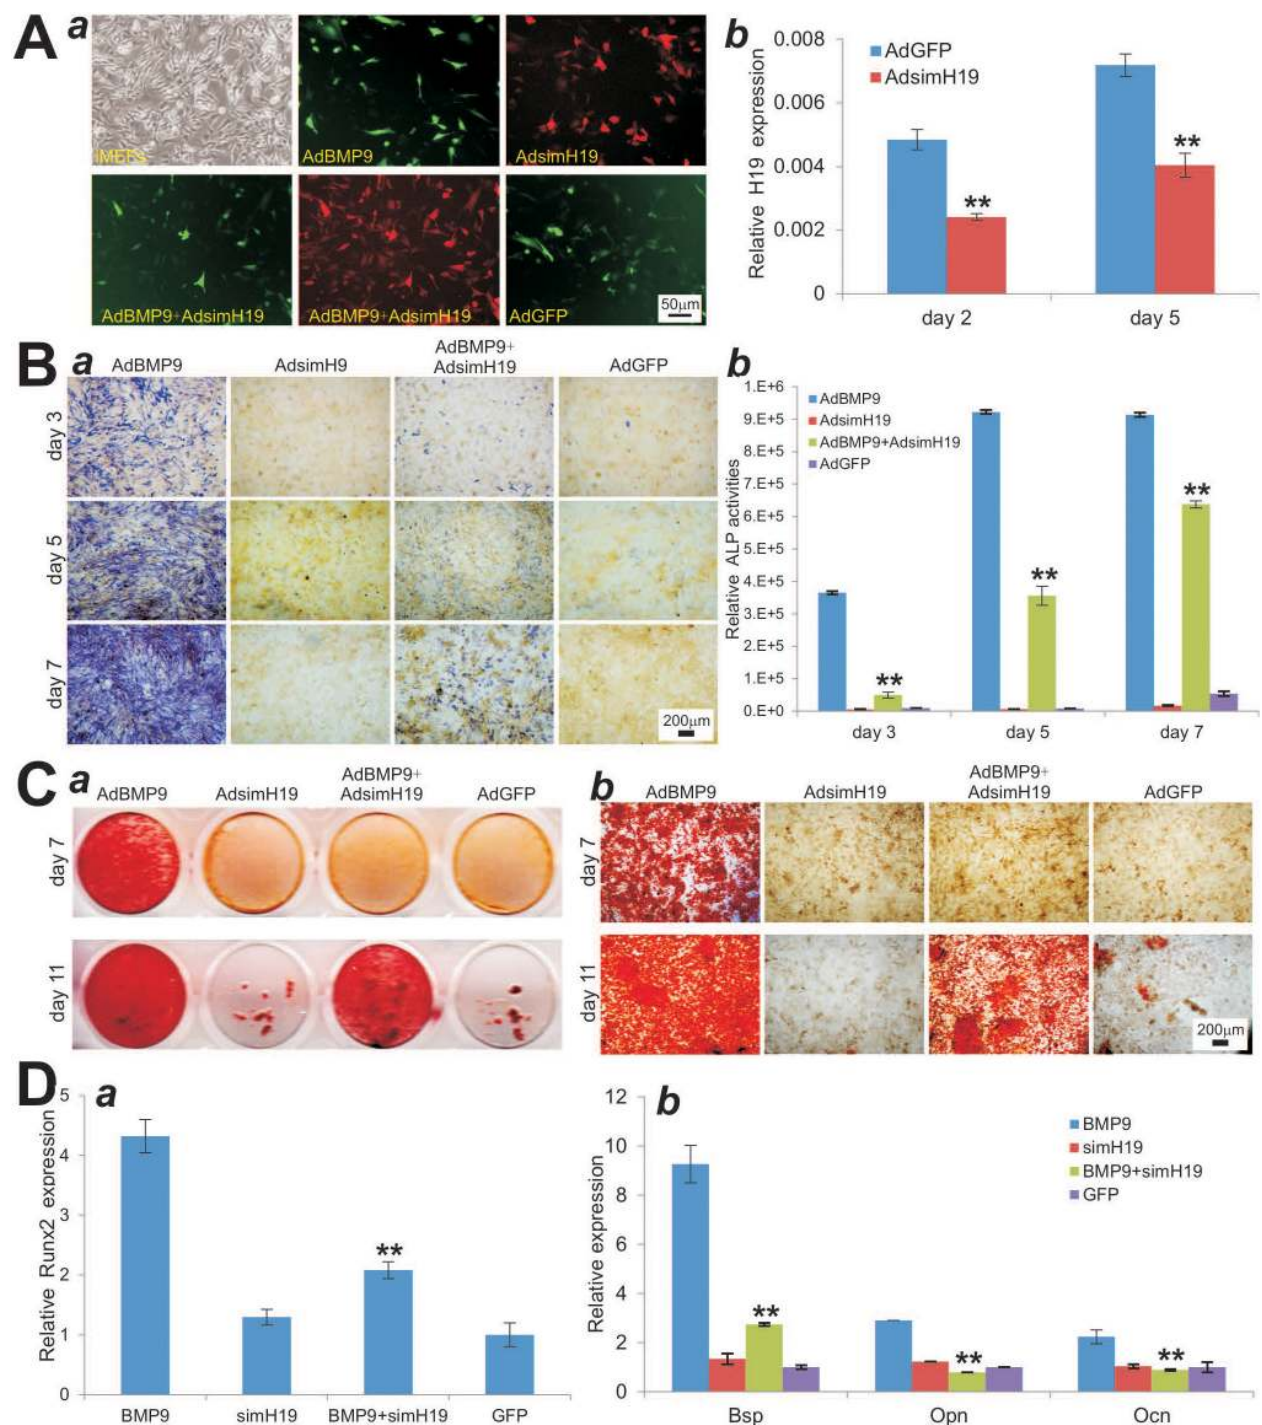 A
a
iMEFs
AdBMP9
AdsimH19
AdBMP9+AdsimH19
AdBMP9+AdsimH19
AdGFP
50μm
b
Relative H19 expression
0.008
0.006
0.004
0.002
0
AdGFP
AdsimH19
**
**
day 2
day 5
B
a
AdBMP9
AdsimH9
AdBMP9+
AdsimH19
AdGFP
day 3
day 5
day 7
200μm
b
Relative ALP activities
1.E+6
9.E+5
8.E+5
7.E+5
6.E+5
5.E+5
4.E+5
3.E+5
2.E+5
1.E+5
0.E+0
AdBMP9
AdsimH19
AdBMP9+AdsimH19
AdGFP
**
**
**
day 3
day 5
day 7
C
a
AdBMP9
AdsimH19
AdBMP9+
AdsimH19
AdGFP
day 7
day 11
b
AdBMP9
AdsimH19
AdBMP9+
AdsimH19
AdGFP
day 7
day 11
200μm
D
a
Relative Runx2 expression
5
4
3
2
1
0
**
BMP9
simH19
BMP9+simH19
GFP
b
Relative expression
12
10
8
6
4
2
0
BMP9
simH19
BMP9+simH19
GFP
**
**
**
Bsp
Opn
Ocn